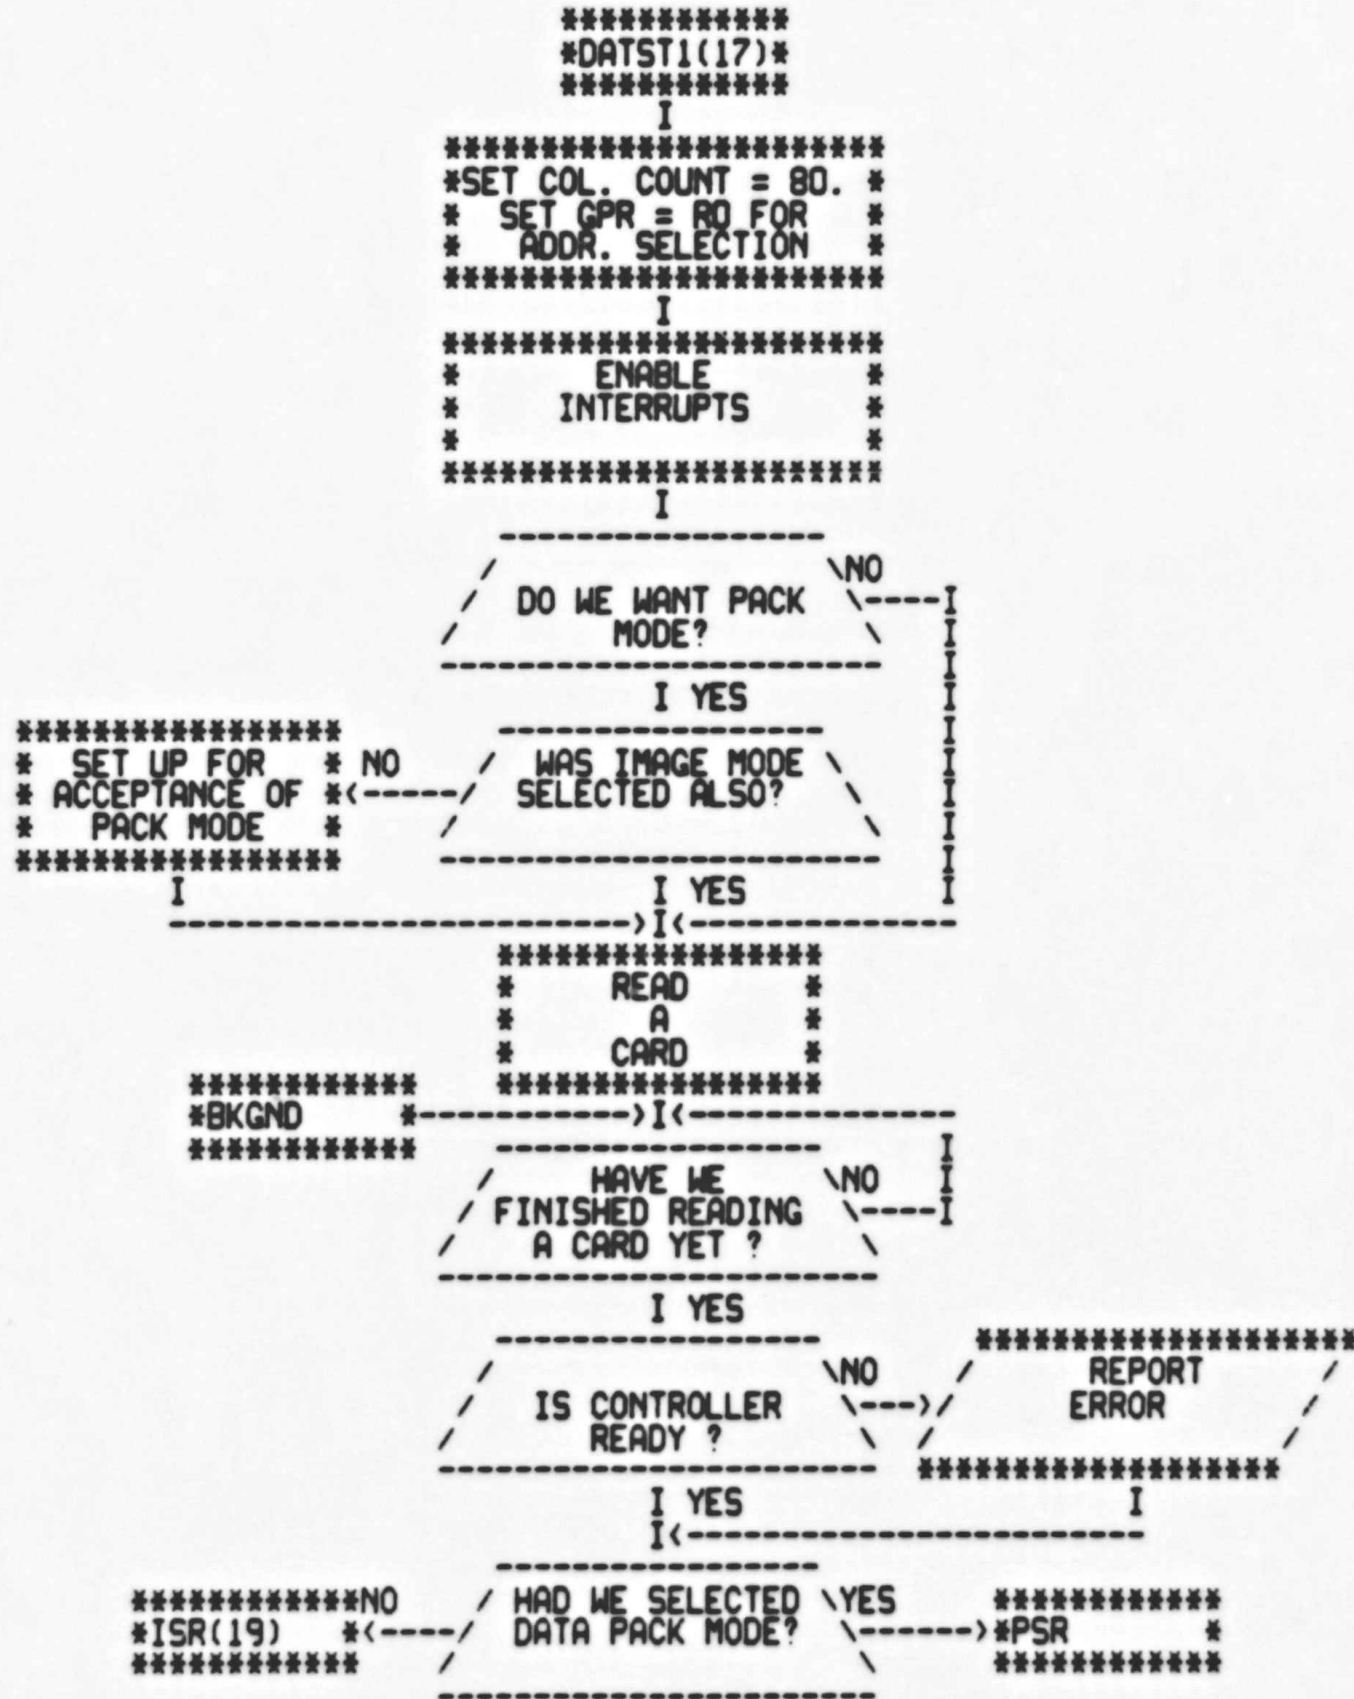 *DATST1(17)*
*SET COL. COUNT = 80. *
* SET GPR = R0 FOR *
* ADDR. SELECTION *
* ENABLE *
* INTERRUPTS *
NO
DO WE WANT PACK
MODE?
I YES
* SET UP FOR * NO / WAS IMAGE MODE \
* ACCEPTANCE OF *<-----/ SELECTED ALSO? \
* PACK MODE *
I YES
* READ *
* A *
* CARD *
*BKGND *
/ HAVE WE \NO
/ FINISHED READING \----I
/ A CARD YET ? \
I YES
\NO / REPORT /
/ IS CONTROLLER \--->/ ERROR /
/ READY ? \
I YES
NO / HAD WE SELECTED \YES
*ISR(19) *<----/ DATA PACK MODE? \------>*PSR *